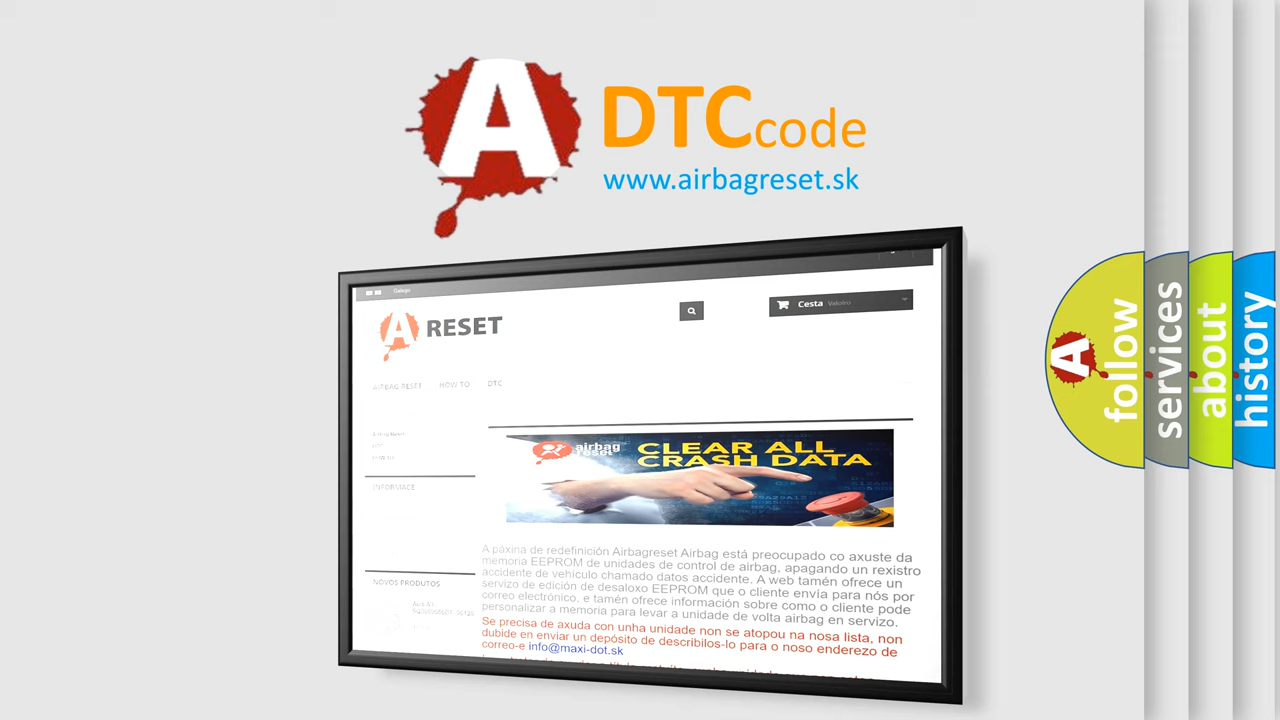 A
DTCcode
www.airbagreset.sk
Galego
A RESET
Cesta Valeiro
AIRBAG RESET HOW TO DTC
INFORMACE
NOVOS PRODUTOS
airbag
reset
CLEAR ALL
CRASH DATA
A páxina de redefinición Airbagreset Airbag está preocupado co axuste da
memoria EEPROM de unidades de control de airbag, apagando un rexistro
accidente de vehículo chamado datos accidente. A web tamén ofrece un
servizo de edición de desaloxo EEPROM que o cliente envía para nós por
correo electrónico, e tamén ofrece información sobre como o cliente pode
personalizar a memoria para levar a unidade de volta airbag en servizo.
Se precisa de axuda con unha unidade non se atopou na nosa lista, non
dubide en enviar un depósito de describilos-lo para o noso enderezo de
correo-e info@maxi-dot.sk
A
follow
services
about
history